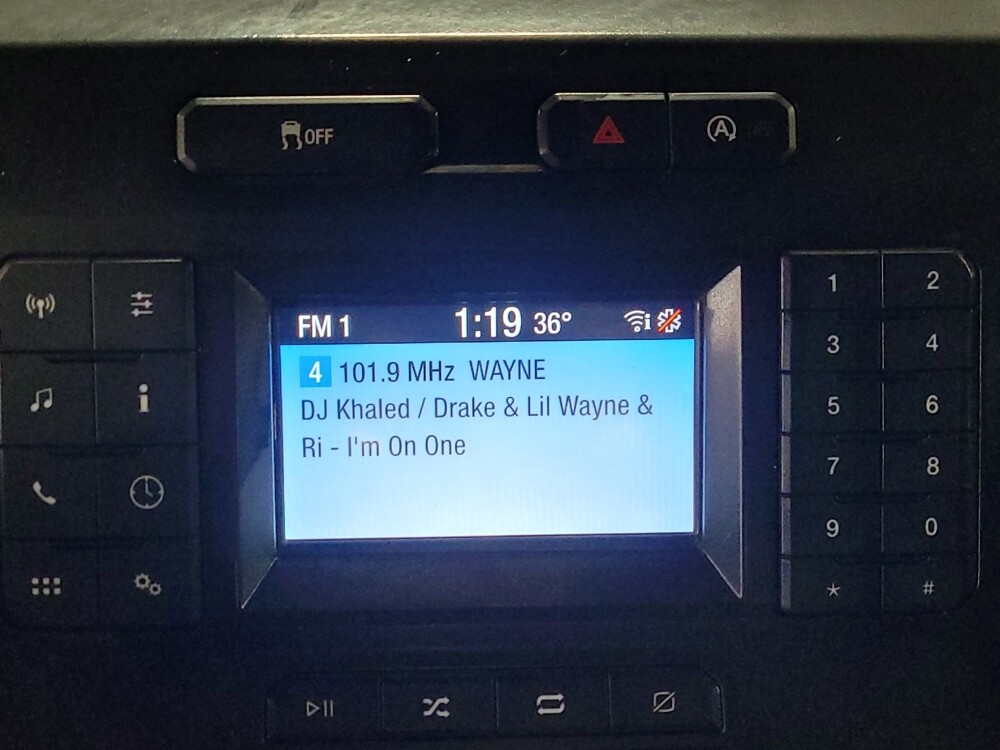 OFF
A
FM 1 1:19 36° i
4 101.9 MHz WAYNE
DJ Khaled / Drake & Lil Wayne &
Ri - I'm On One
i
1 2
3 4
5 6
7 8
9 0
* #